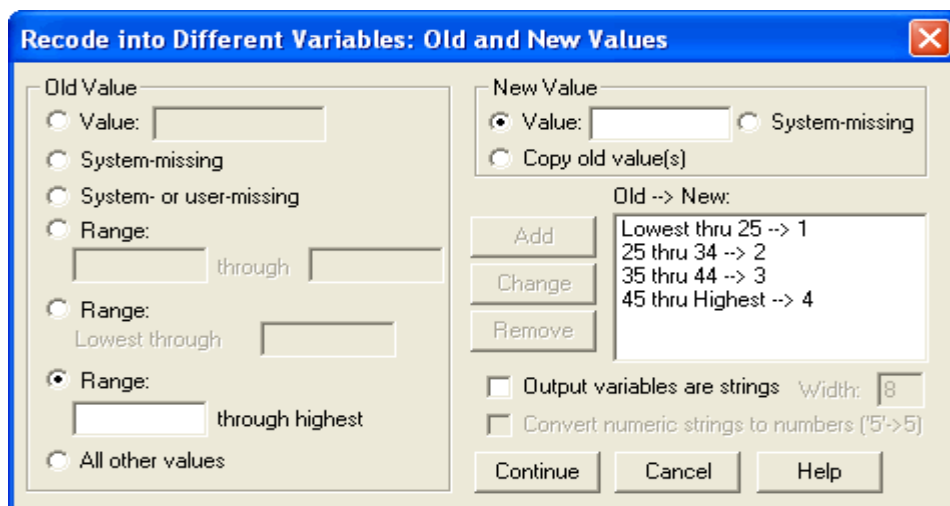 Recode into Different Variables: Old and New Values
Old Value
Value:
System-missing
System- or user-missing
Range:
through
Range:
Lowest through
Range:
through highest
All other values
New Value
Value: System-missing
Copy old value(s)
Old --> New:
Add
Change
Remove
Lowest thru 25 --> 1
25 thru 34 --> 2
35 thru 44 --> 3
45 thru Highest --> 4
Output variables are strings Width: 8
Convert numeric strings to numbers ('5'->5)
Continue Cancel Help